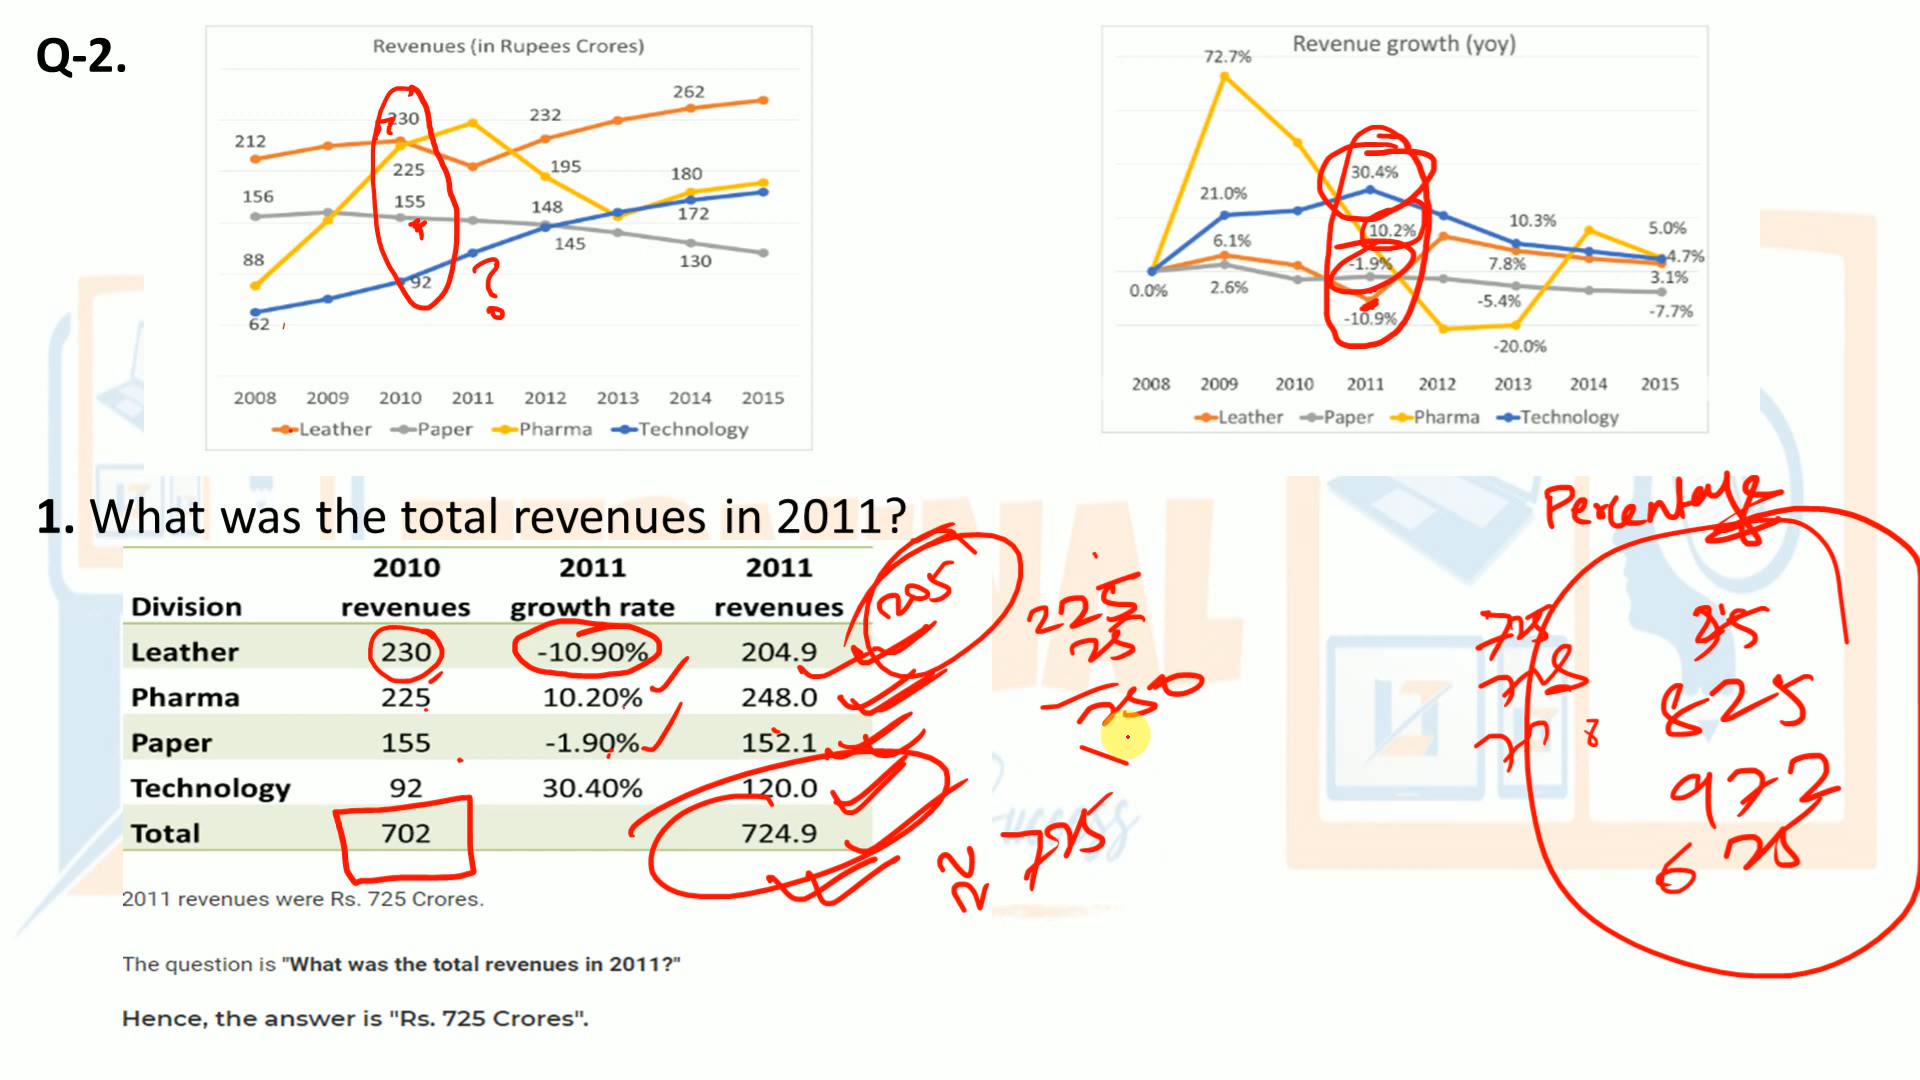 Q-2.
Revenues (in Rupees Crores)
212
230
232
262
156
225
195
180
155
148
172
88
145
130
92
62
?
2008 2009 2010 2011 2012 2013 2014 2015
Leather Paper Pharma Technology
Revenue growth (yoy)
72.7%
30.4%
21.0%
10.2%
10.3%
5.0%
6.1%
-1.9%
7.8%
4.7%
3.1%
0.0%
2.6%
-10.9%
-5.4%
-7.7%
-20.0%
2008 2009 2010 2011 2012 2013 2014 2015
Leather Paper Pharma Technology
1. What was the total revenues in 2011?
Division 2010 revenues 2011 growth rate 2011 revenues
Leather 230 -10.90% 204.9
Pharma 225 10.20% 248.0
Paper 155 -1.90% 152.1
Technology 92 30.40% 120.0
Total 702 724.9
205
225
25
250
≈ 725
Percentage
725
825
972
675
2011 revenues were Rs. 725 Crores.
The question is "What was the total revenues in 2011?"
Hence, the answer is "Rs. 725 Crores".